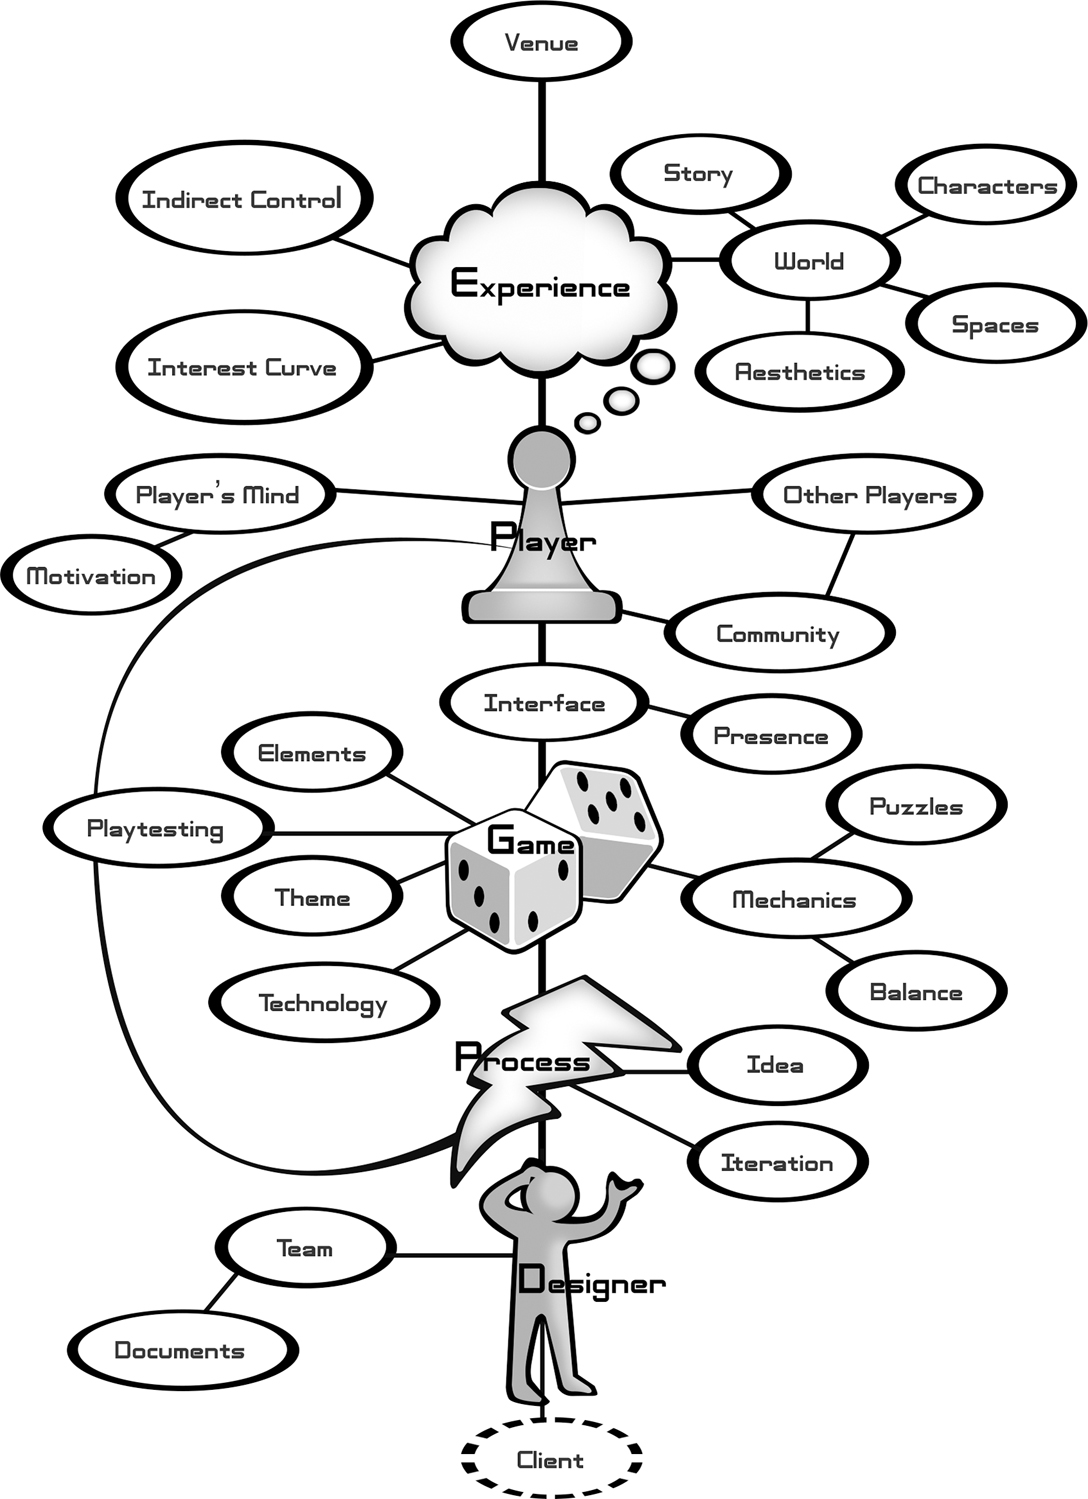 Venue
Story
Characters
Indirect Control
World
Experience
Spaces
Interest Curve
Aesthetics
Player's Mind
Other Players
Player
Motivation
Community
Interface
Presence
Elements
Puzzles
Playtesting
Game
Theme
Mechanics
Balance
Technology
Process
Idea
Iteration
Team
Designer
Documents
Client